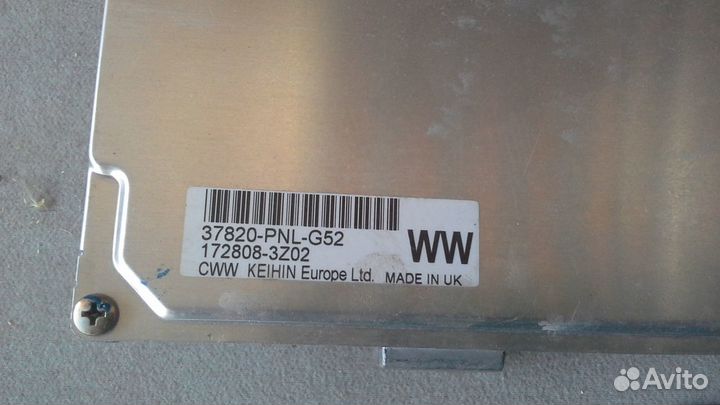 37820-PNL-G52
172808-3Z02
WW
CWW KEIHIN Europe Ltd. MADE IN UK
Avito